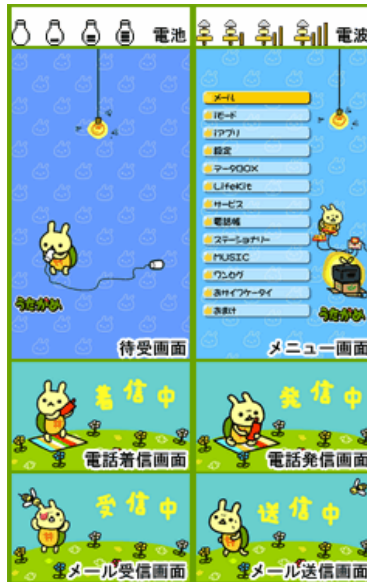 電池
電波
うたがめ
待受画面
メール
iモード
iアプリ
設定
データBOX
LifeKit
サービス
電話帳
ステーショナリー
MUSIC
ワンセグ
おサイフケータイ
おまけ
うたがめ
メニュー画面
着信中
電話着信画面
発信中
電話発信画面
受信中
メール受信画面
送信中
メール送信画面